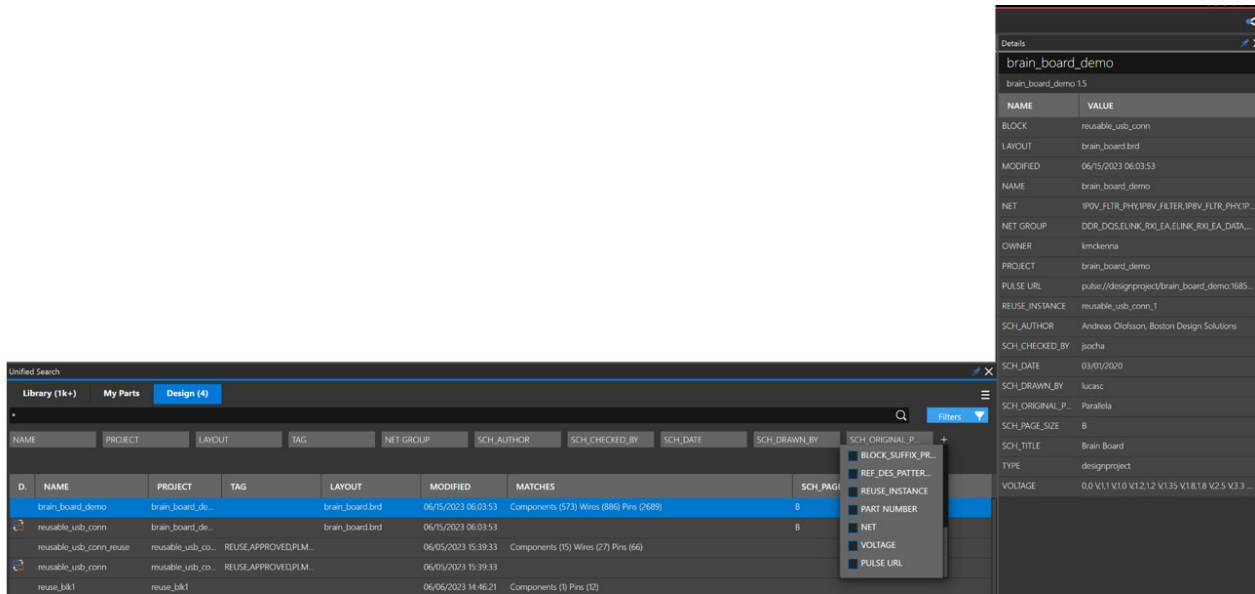 Details
brain_board_demo
brain_board_demo 1.5
NAME VALUE
BLOCK reusable_usb_conn
LAYOUT brain_board.brd
MODIFIED 06/15/2023 06:03:53
NAME brain_board_demo
NET 1P0V_FLTR_PHY,1P8V_FILTER,1P8V_FLTR_PHY,1P...
NET GROUP DDR_DQS,ELINK_RXI_EA,ELINK_RXI_EA_DATA,...
OWNER kmckenna
PROJECT brain_board_demo
PULSE URL pulse://designproject/brain_board_demo:1685...
REUSE_INSTANCE reusable_usb_conn_1
SCH_AUTHOR Andreas Olofsson, Boston Design Solutions
SCH_CHECKED_BY jsocha
SCH_DATE 03/01/2020
SCH_DRAWN_BY lucasc
SCH_ORIGINAL_P... Parallela
SCH_PAGE_SIZE B
SCH_TITLE Brain Board
TYPE designproject
VOLTAGE 0,0 V,1,1 V,1.0 V,1.2,1.2 V,1.35 V,1.8,1.8 V,2.5 V,3.3 ...
Unified Search
Library (1k+) My Parts Design (4)
*
Filters
NAME PROJECT LAYOUT TAG NET GROUP SCH_AUTHOR SCH_CHECKED_BY SCH_DATE SCH_DRAWN_BY SCH_ORIGINAL_P... +
BLOCK_SUFFIX_PR...
REF_DES_PATTER...
REUSE_INSTANCE
PART NUMBER
NET
VOLTAGE
PULSE URL
D. NAME PROJECT TAG LAYOUT MODIFIED MATCHES SCH_PAG
brain_board_demo brain_board_de... brain_board.brd 06/15/2023 06:03:53 Components (573) Wires (886) Pins (2689) B
reusable_usb_conn brain_board_de... brain_board.brd 06/15/2023 06:03:53 B
reusable_usb_conn_reuse reusable_usb_co... REUSE,APPROVED,PLM... 06/05/2023 15:39:33 Components (15) Wires (27) Pins (66)
reusable_usb_conn reusable_usb_co... REUSE,APPROVED,PLM... 06/05/2023 15:39:33
reuse_blk1 reuse_blk1 06/06/2023 14:46:21 Components (1) Pins (12)